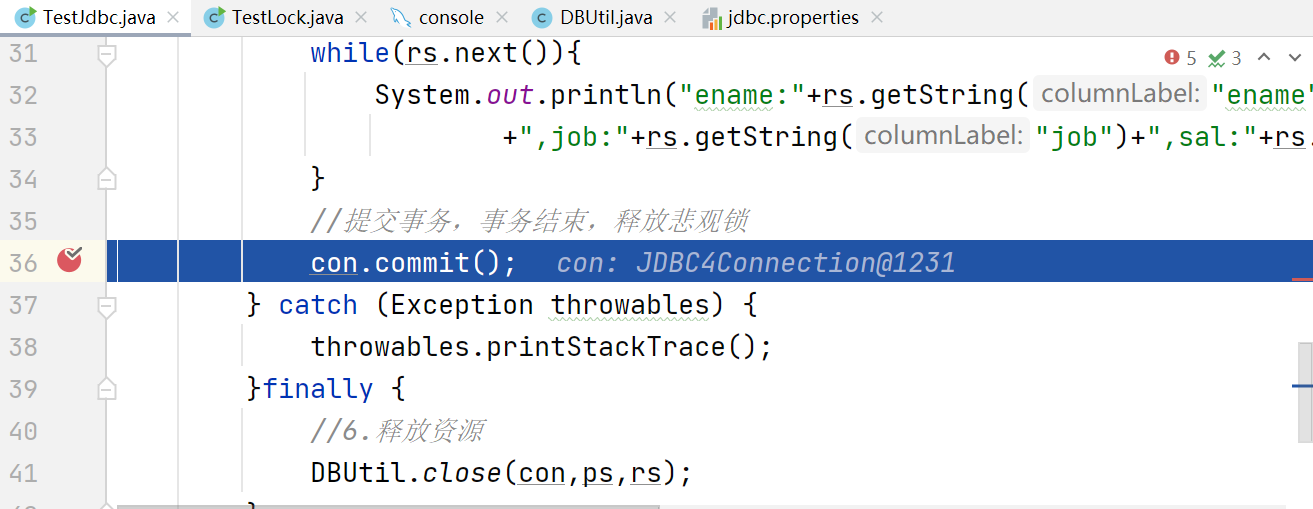 TestJdbc.java × TestLock.java × console × DBUtil.java × jdbc.properties ×
31 while(rs.next()){ 5 3
32 System.out.println("ename:"+rs.getString( columnLabel: "ename"
33 +",job:"+rs.getString( columnLabel: "job")+",sal:"+rs.
34 }
35 //提交事务，事务结束，释放悲观锁
36 con.commit(); con: JDBC4Connection@1231
37 } catch (Exception throwables) {
38 throwables.printStackTrace();
39 }finally {
40 //6.释放资源
41 DBUtil.close(con,ps,rs);